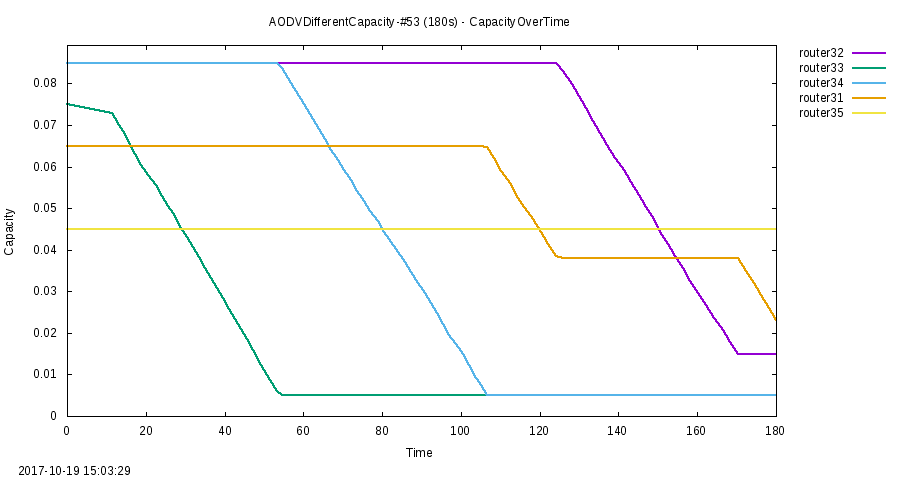 AODVDifferentCapacity-#53 (180s) - CapacityOverTime
router32
router33
router34
router31
router35
0.08
0.07
0.06
0.05
0.04
0.03
0.02
0.01
0
Capacity
0 20 40 60 80 100 120 140 160 180
Time
2017-10-19 15:03:29